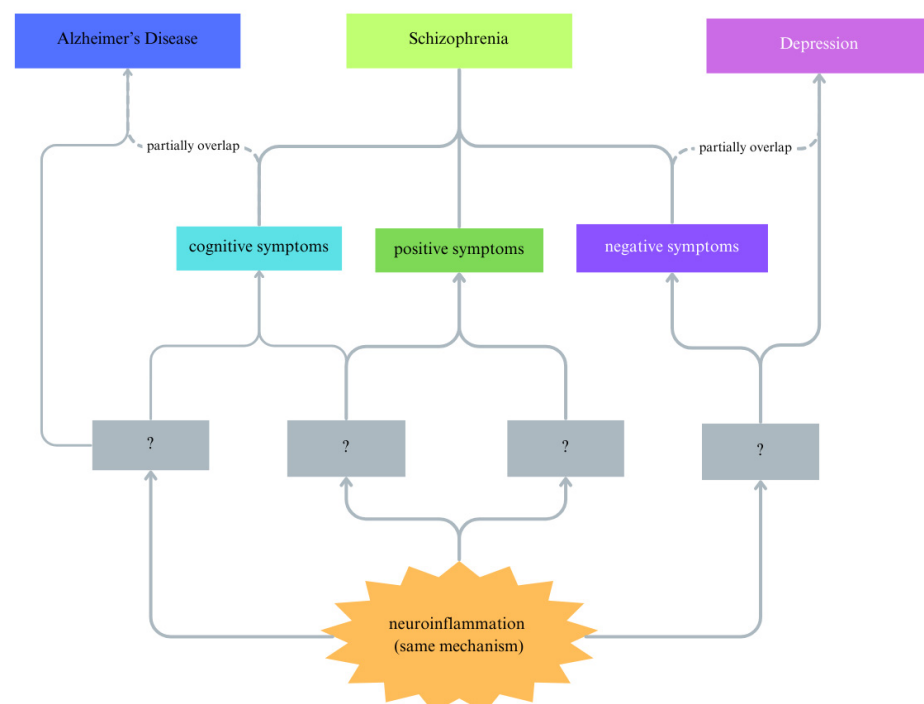 Alzheimer's Disease
Schizophrenia
Depression
partially overlap
partially overlap
cognitive symptoms
positive symptoms
negative symptoms
?
?
?
?
neuroinflammation
(same mechanism)